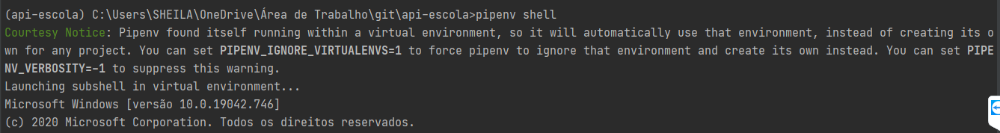 (api-escola) C:\Users\SHEILA\OneDrive\Área de Trabalho\git\api-escola>pipenv shell
Courtesy Notice: Pipenv found itself running within a virtual environment, so it will automatically use that environment, instead of creating its o
wn for any project. You can set PIPENV_IGNORE_VIRTUALENVS=1 to force pipenv to ignore that environment and create its own instead. You can set PIPE
NV_VERBOSITY=-1 to suppress this warning.
Launching subshell in virtual environment...
Microsoft Windows [versão 10.0.19042.746]
(c) 2020 Microsoft Corporation. Todos os direitos reservados.